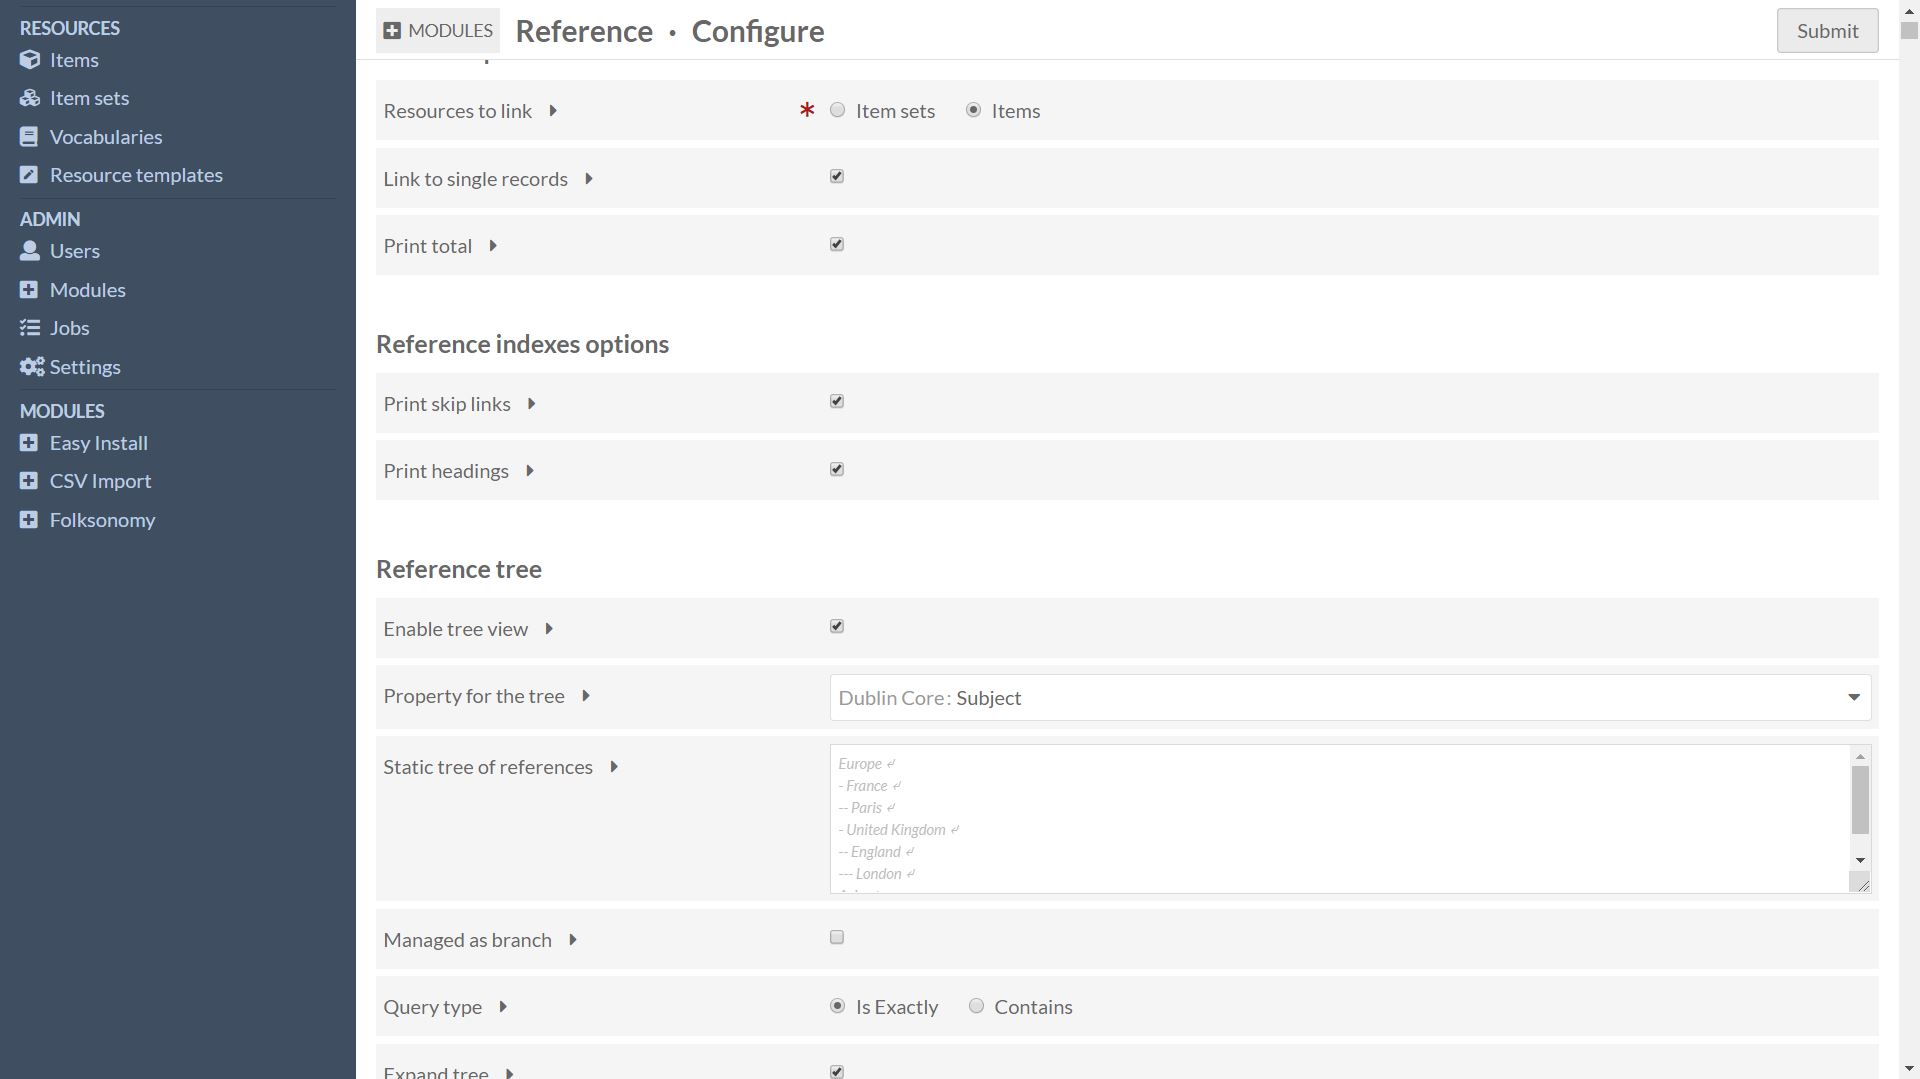 RESOURCES
Items
Item sets
Vocabularies
Resource templates
ADMIN
Users
Modules
Jobs
Settings
MODULES
Easy Install
CSV Import
Folksonomy
MODULES Reference · Configure Submit
Resources to link * Item sets Items
Link to single records
Print total
Reference indexes options
Print skip links
Print headings
Reference tree
Enable tree view
Property for the tree Dublin Core: Subject
Static tree of references
Europe ⤶
- France ⤶
-- Paris ⤶
- United Kingdom ⤶
-- England ⤶
--- London ⤶
Managed as branch
Query type Is Exactly Contains
Expand tree